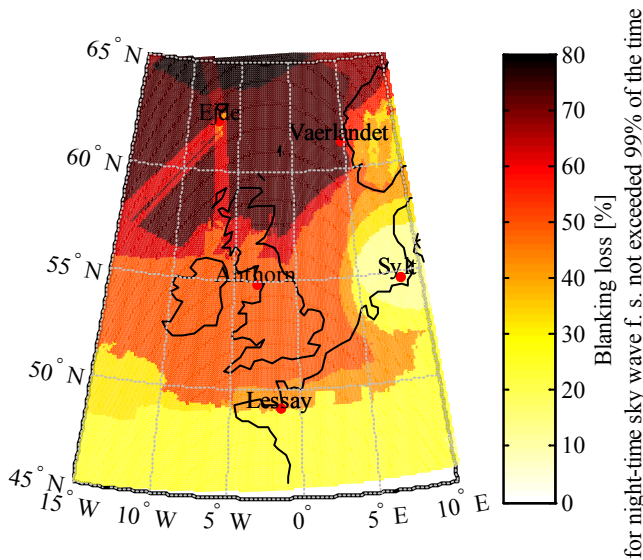 65° N
60° N
55° N
50° N
45° N
15° W
10° W
5° W
0°
5° E
10° E
Ejde
Vaerlandet
Anthorn
Sylt
Lessay
80
70
60
50
40
30
20
10
0
Blanking loss [%]
for night-time sky wave f. s. not exceeded 99% of the time